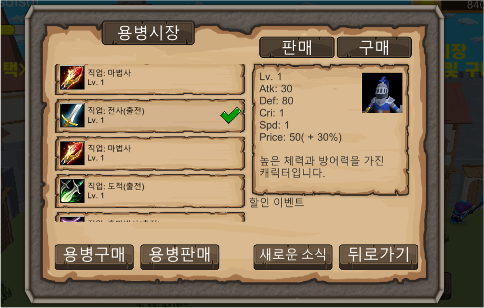 용병시장
판매
구매
직업: 마법사
Lv. 1
직업: 전사(출전)
Lv. 1
직업: 마법사
Lv. 1
직업: 도적(출전)
Lv. 1
Lv. 1
Atk: 30
Def: 80
Cri: 1
Spd: 1
Price: 50( + 30%)
높은 체력과 방어력을 가진
캐릭터입니다.
할인 이벤트
용병구매
용병판매
새로운 소식
뒤로가기